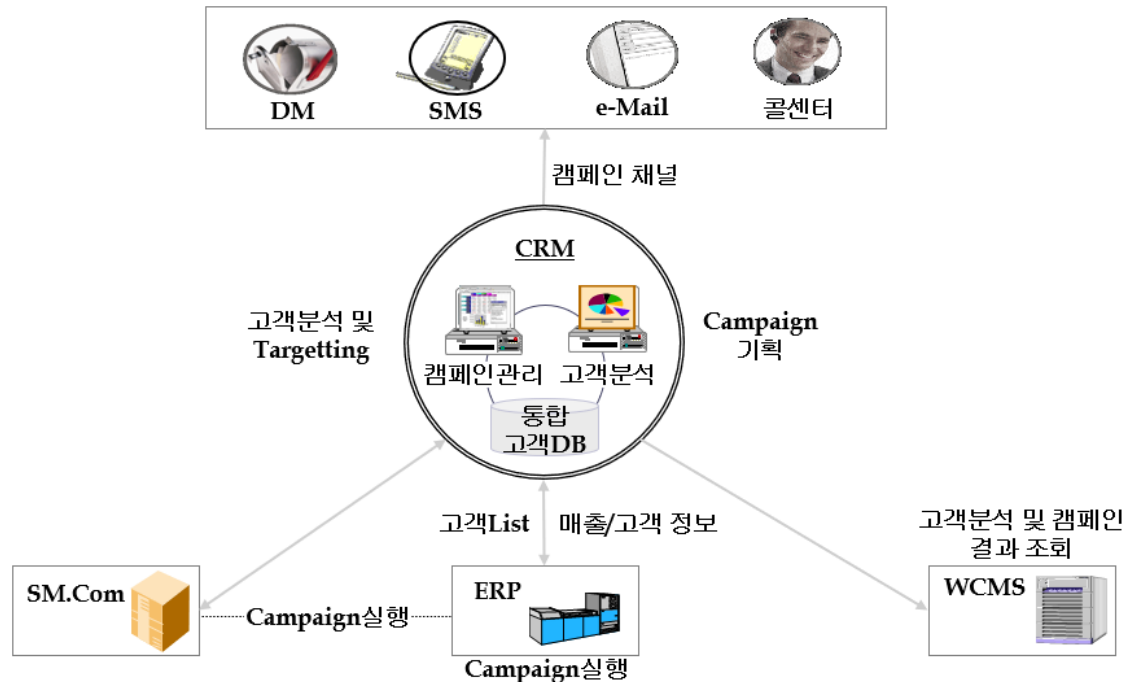 DM
SMS
e-Mail
콜센터
캠페인 채널
CRM
고객분석 및
Targetting
Campaign
기획
캠페인관리
고객분석
통합
고객DB
고객List
매출/고객 정보
고객분석 및 캠페인
결과 조회
SM.Com
Campaign실행
ERP
WCMS
Campaign실행